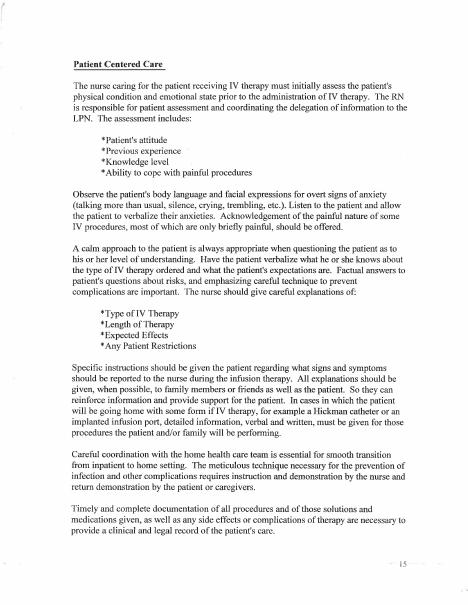 Patient Centered Care
The nurse caring for the patient receiving IV therapy must initially assess the patient's
physical condition and emotional state prior to the administration of IV therapy. The RN
is responsible for patient assessment and coordinating the delegation of information to the
LPN. The assessment includes:
*Patient's attitude
*Previous experience
*Knowledge level
*Ability to cope with painful procedures
Observe the patient's body language and facial expressions for overt signs of anxiety
(talking more than usual, silence, crying, trembling, etc.). Listen to the patient and allow
the patient to verbalize their anxieties. Acknowledgement of the painful nature of some
IV procedures, most of which are only briefly painful, should be offered.
A calm approach to the patient is always appropriate when questioning the patient as to
his or her level of understanding. Have the patient verbalize what he or she knows about
the type of IV therapy ordered and what the patient's expectations are. Factual answers to
patient's questions about risks, and emphasizing careful technique to prevent
complications are important. The nurse should give careful explanations of:
*Type of IV Therapy
*Length of Therapy
*Expected Effects
*Any Patient Restrictions
Specific instructions should be given the patient regarding what signs and symptoms
should be reported to the nurse during the infusion therapy. All explanations should be
given, when possible, to family members or friends as well as the patient. So they can
reinforce information and provide support for the patient. In cases in which the patient
will be going home with some form if IV therapy, for example a Hickman catheter or an
implanted infusion port, detailed information, verbal and written, must be given for those
procedures the patient and/or family will be performing.
Careful coordination with the home health care team is essential for smooth transition
from inpatient to home setting. The meticulous technique necessary for the prevention of
infection and other complications requires instruction and demonstration by the nurse and
return demonstration by the patient or caregivers.
Timely and complete documentation of all procedures and of those solutions and
medications given, as well as any side effects or complications of therapy are necessary to
provide a clinical and legal record of the patient's care.
15